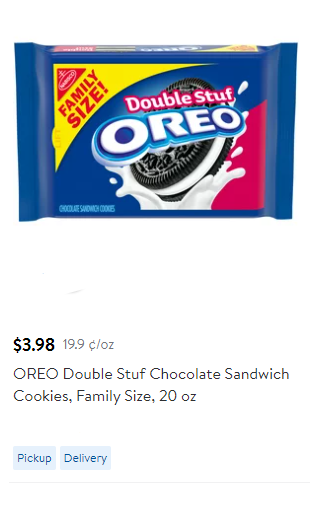 NABISCO
FAMILY
SIZE!
Double Stuf
OREO
CHOCOLATE SANDWICH COOKIES
$3.98 19.9 ¢/oz
OREO Double Stuf Chocolate Sandwich
Cookies, Family Size, 20 oz
Pickup Delivery